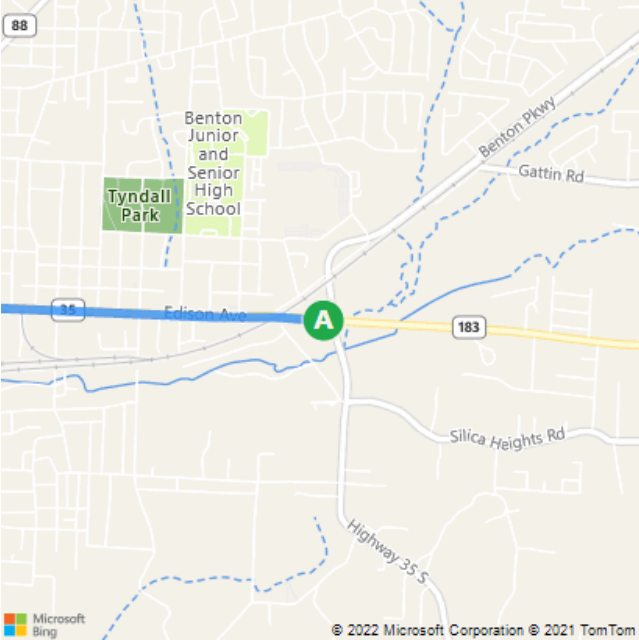 88
Benton Pkwy
Benton
Junior
and
Senior
High
School
Gattin Rd
Tyndall
Park
35
Edison Ave
A
183
Silica Heights Rd
Highway 35 S
Microsoft
Bing
© 2022 Microsoft Corporation © 2021 TomTom